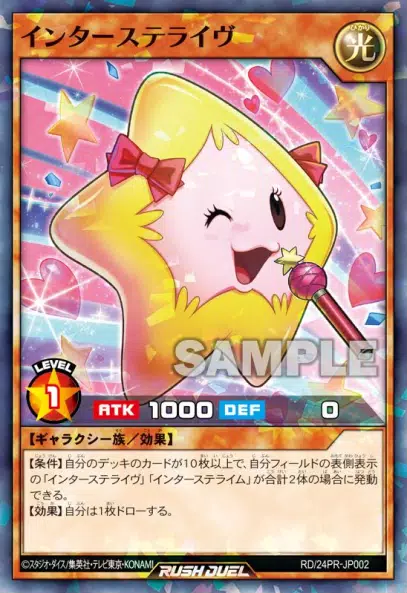 インターステライヴ
ひかり
光
SAMPLE
LEVEL
1
ATK 1000 DEF 0
【ギャラクシー族/効果】
【条件】自分のデッキのカードが10枚以上で、自分フィールドの表側表示
の「インターステライヴ」「インターステライム」が合計2体の場合に発動
できる。
【効果】自分は1枚ドローする。
©スタジオ・ダイス/集英社・テレビ東京・KONAMI
RUSH DUEL
RD/24PR-JP002